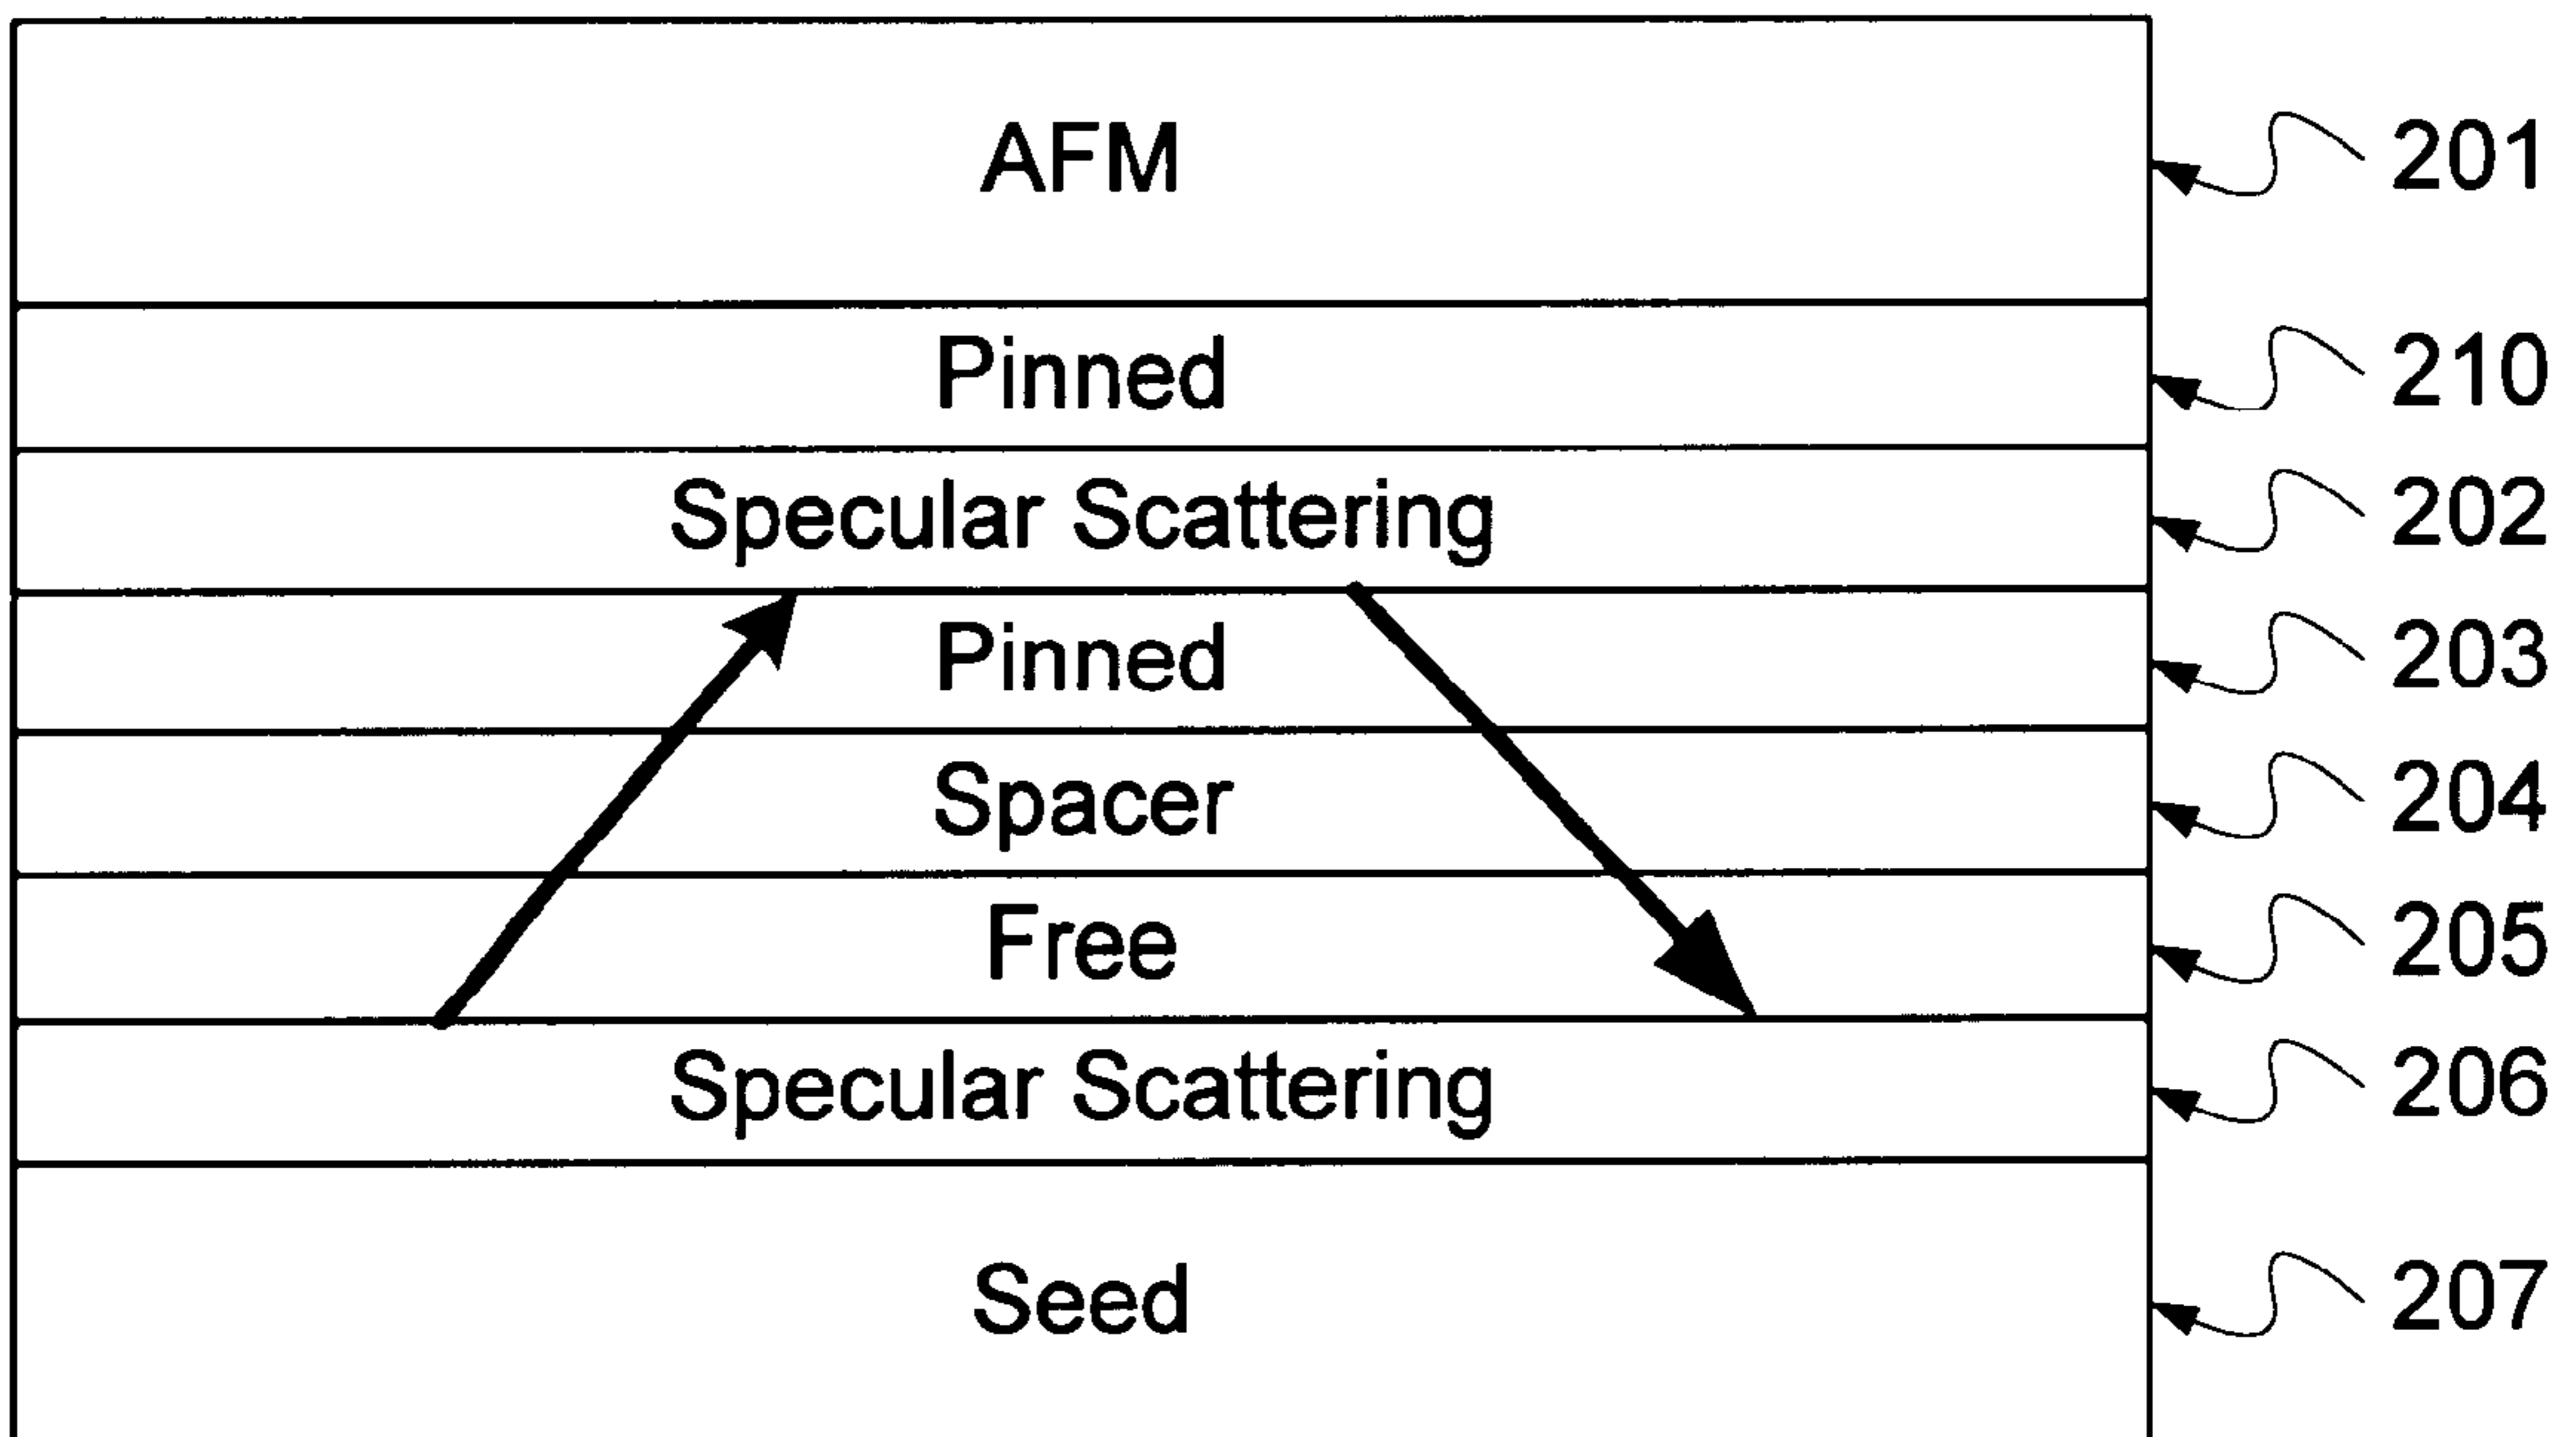 AFM 201
Pinned 210
Specular Scattering 202
Pinned 203
Spacer 204
Free 205
Specular Scattering 206
Seed 207